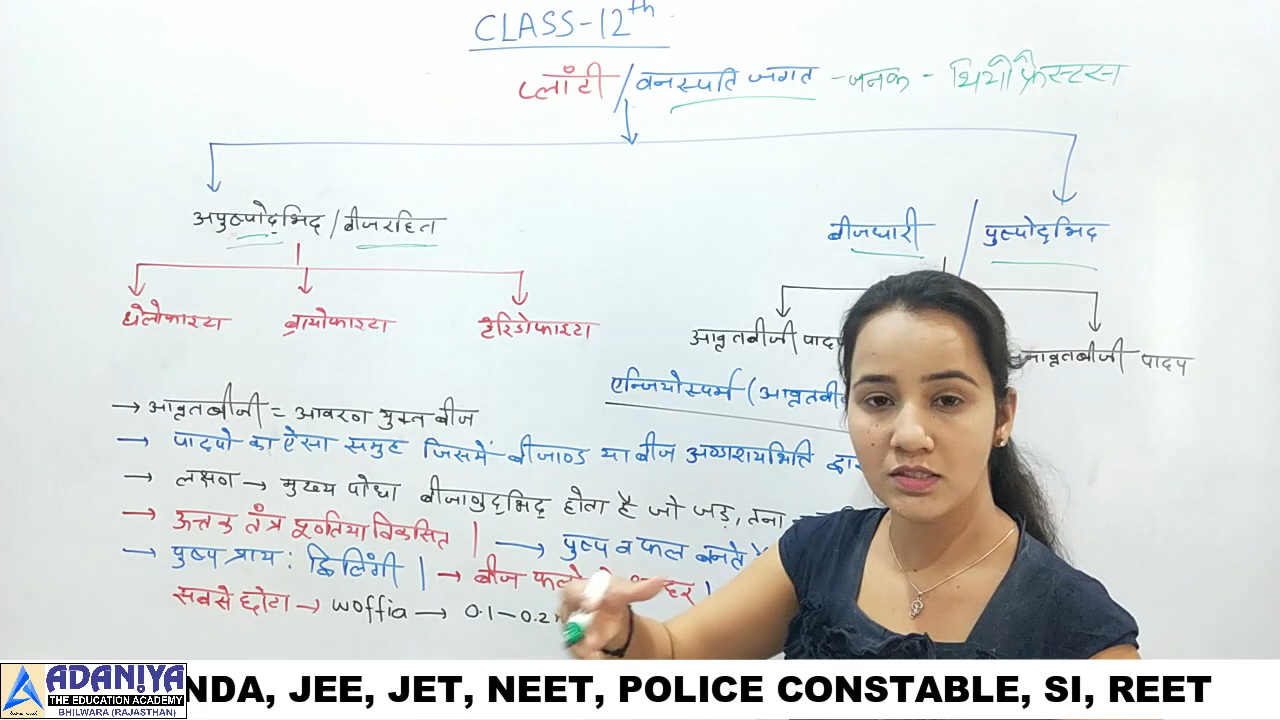 CLASS-12th
प्लांटी / वनस्पति जगत - जनक - थियोफ्रेस्टस
अपुष्पोद्भिद / बीजरहित
बीजधारी / पुष्पोद्भिद
थेलोफाइटा ब्रायोफाइटा टेरिडोफाइटा
आवृतबीजी पादप
अनावृतबीजी पादप
एन्जियोस्पर्म (आवृतबी
→ आवृतबीजी = आवरण युक्त बीज
→ पादपो का ऐसा समुह जिसमें बीजाण्ड या बीज अण्डाशयभित्ति द्वा
→ लक्षण → मुख्य पौधा बीजाणुद्भिद् होता है जो जड़, तना
→ ऊत्तक तंत्र पूर्णतया विकसित | → पुष्प व फल बनते है
→ पुष्प प्राय: द्विलिंगी | → बीज फलो
सबसे छोटा → woffia → 0.1 - 0.2
ADANIYA
THE EDUCATION ACADEMY
BHILWARA (RAJASTHAN)
NDA, JEE, JET, NEET, POLICE CONSTABLE, SI, REET